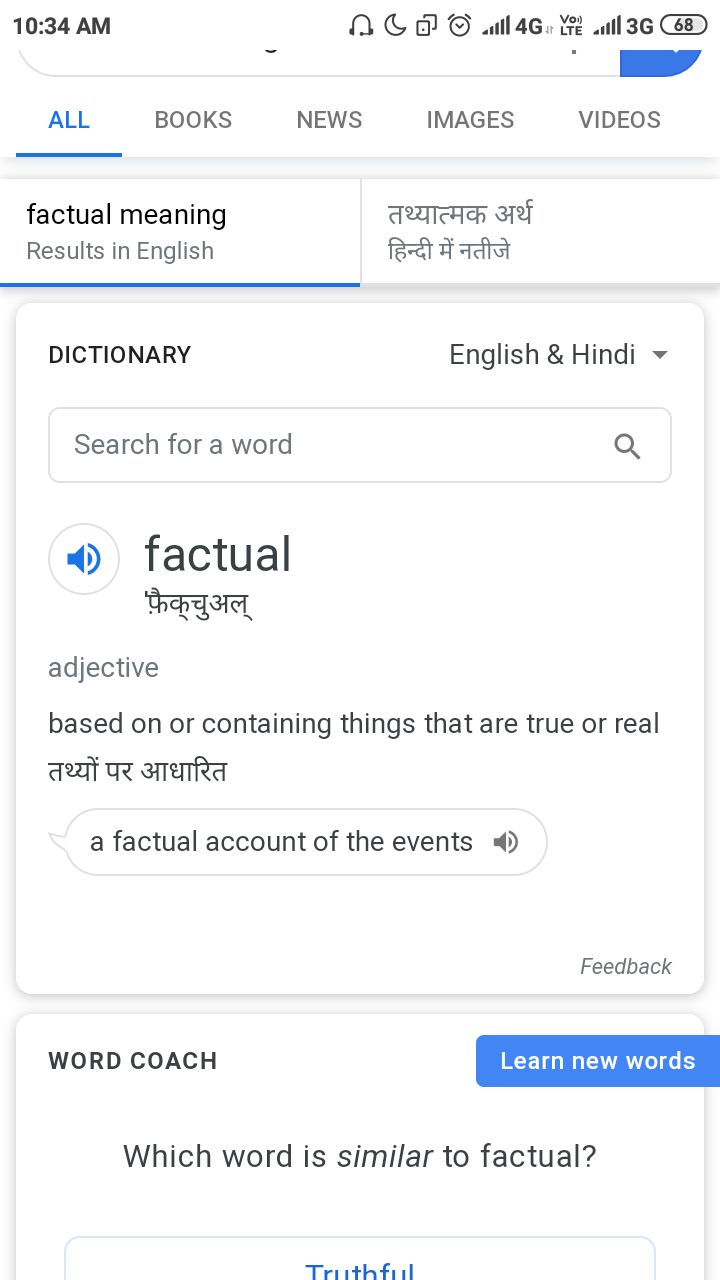 10:34 AM 4G Vo) LTE 3G 68
ALL BOOKS NEWS IMAGES VIDEOS
factual meaning
Results in English
तथ्यात्मक अर्थ
हिन्दी में नतीजे
DICTIONARY English & Hindi
Search for a word
factual
'फ़ैक्चुअल्
adjective
based on or containing things that are true or real
तथ्यों पर आधारित
a factual account of the events
Feedback
WORD COACH Learn new words
Which word is similar to factual?
Truthful